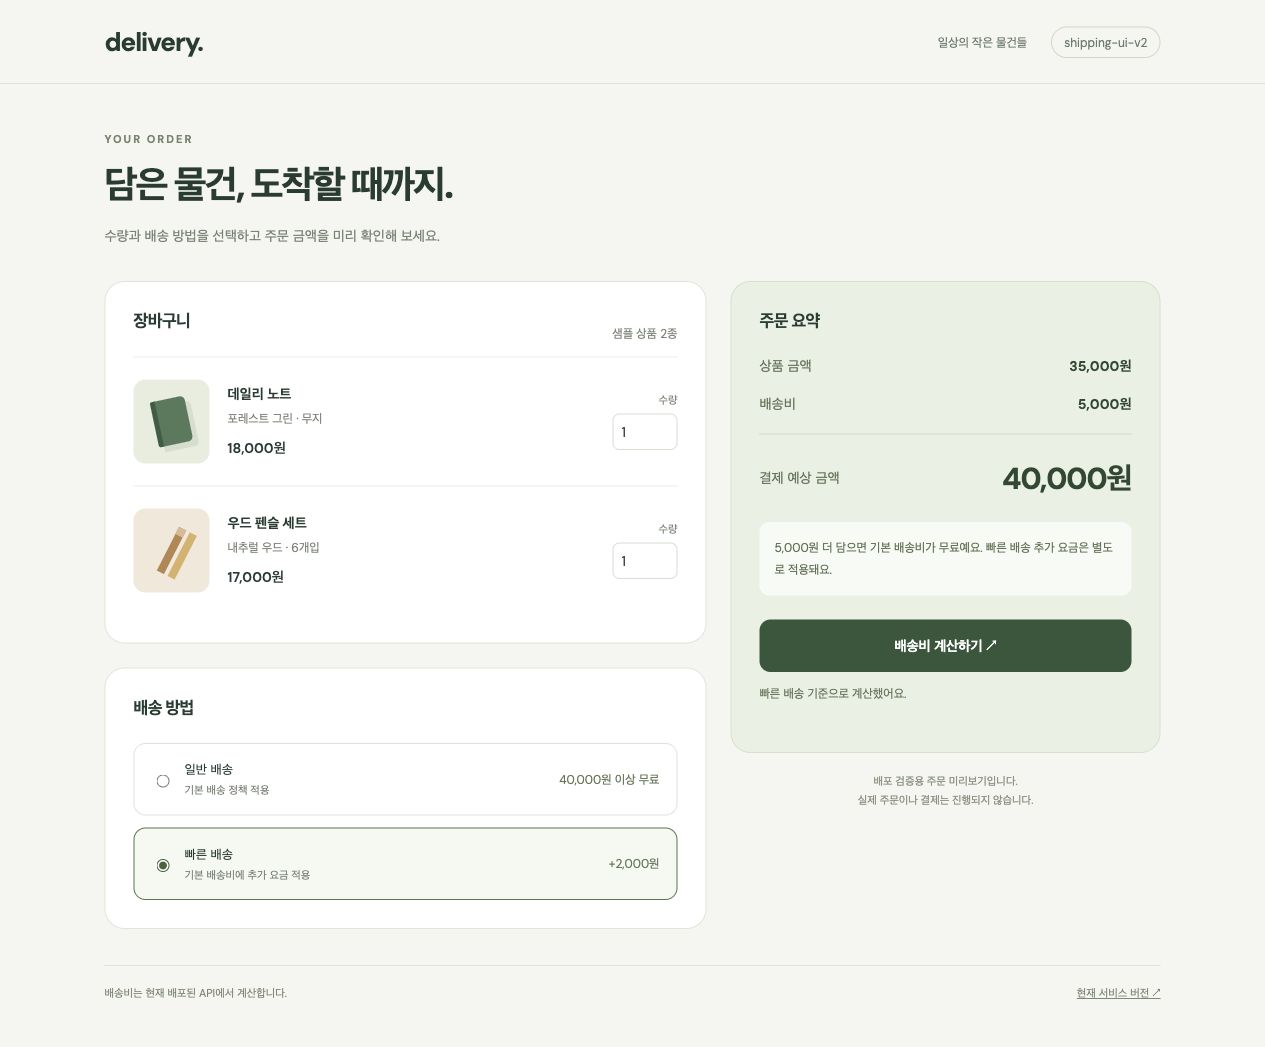 delivery.
일상의 작은 물건들
shipping-ui-v2
YOUR ORDER
담은 물건, 도착할 때까지.
수량과 배송 방법을 선택하고 주문 금액을 미리 확인해 보세요.
장바구니
샘플 상품 2종
데일리 노트
포레스트 그린 · 무지
18,000원
수량
1
우드 펜슬 세트
내추럴 우드 · 6개입
17,000원
수량
1
배송 방법
일반 배송
기본 배송 정책 적용
40,000원 이상 무료
빠른 배송
기본 배송비에 추가 요금 적용
+2,000원
주문 요약
상품 금액
35,000원
배송비
5,000원
결제 예상 금액
40,000원
5,000원 더 담으면 기본 배송비가 무료예요. 빠른 배송 추가 요금은 별도
로 적용돼요.
배송비 계산하기 ↗
빠른 배송 기준으로 계산했어요.
배포 검증용 주문 미리보기입니다.
실제 주문이나 결제는 진행되지 않습니다.
배송비는 현재 배포된 API에서 계산합니다.
현재 서비스 버전 ↗